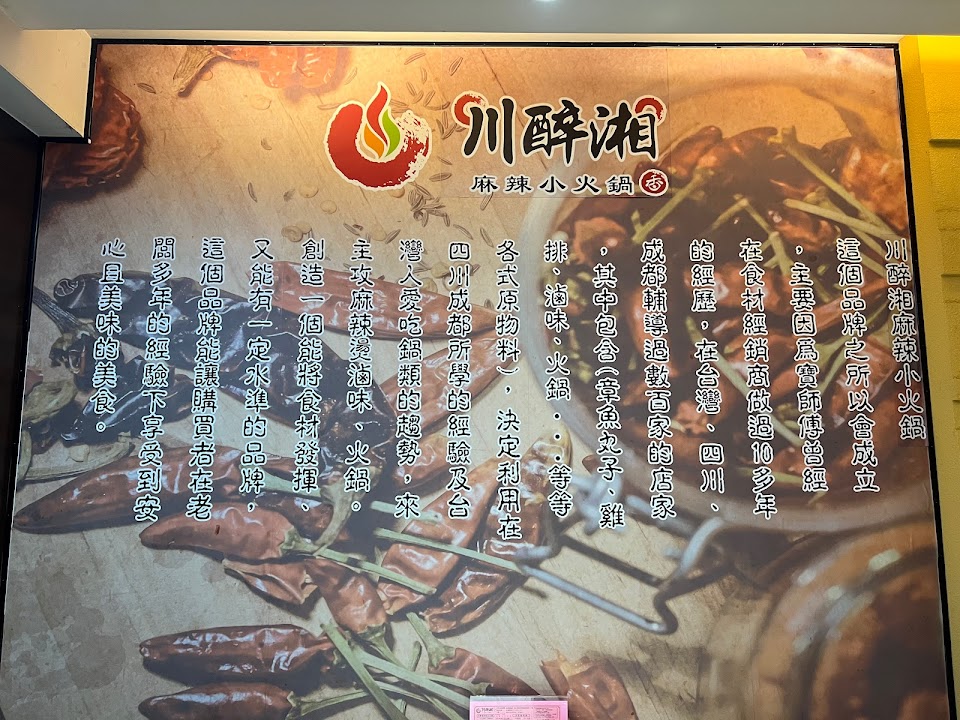 川醉湘
麻辣小火鍋
香
川醉湘麻辣小火鍋
這個品牌之所以會成立
，主要因為寶師傅曾經
在食材經銷商做過10多年
的經歷，在台灣、四川、
成都輔導過數百家的店家
，其中包含(章魚丸子、雞
排、滷味、火鍋...等等
各式原物料)，決定利用在
四川成都所學的經驗及台
灣人愛吃鍋類的趨勢，來
主攻麻辣燙滷味、火鍋。
創造一個能將食材發揮、
又能有一定水準的品牌，
這個品牌能讓購買者在老
闆多年的經驗下享受到安
心且美味的美食。